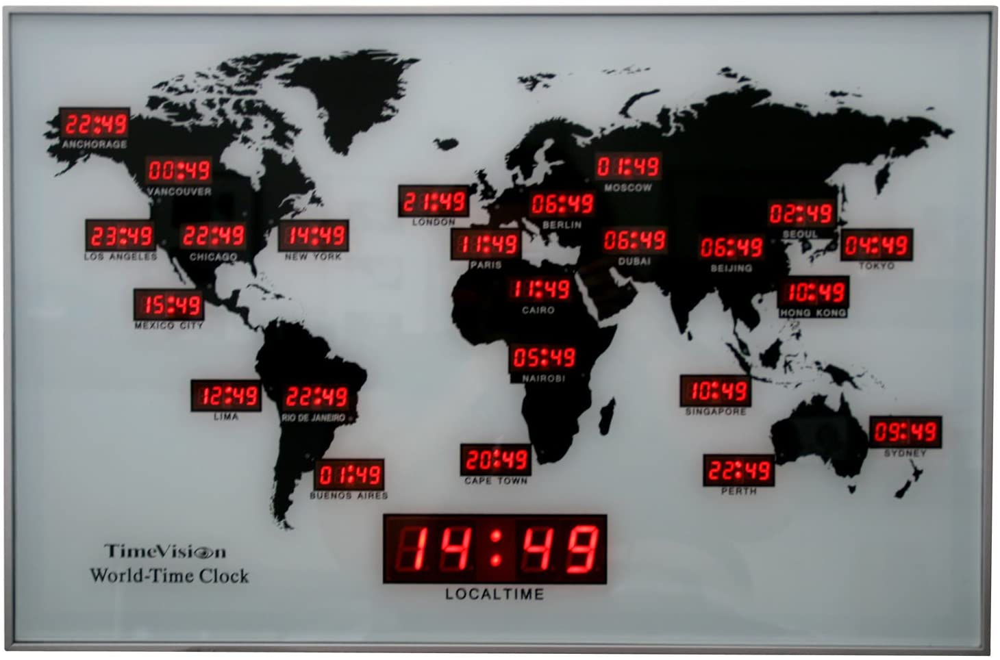 22:49
ANCHORAGE
00:49
VANCOUVER
01:49
MOSCOW
21:49
LONDON
06:49
BERLIN
02:49
SEOUL
23:49
LOS ANGELES
22:49
CHICAGO
14:49
NEW YORK
11:49
PARIS
06:49
DUBAI
06:49
BEIJING
04:49
TOKYO
15:49
MEXICO CITY
11:49
CAIRO
10:49
HONG KONG
05:49
NAIROBI
12:49
LIMA
22:49
RIO DE JANEIRO
10:49
SINGAPORE
09:49
SYDNEY
01:49
BUENOS AIRES
20:49
CAPE TOWN
22:49
PERTH
14:49
LOCALTIME
TimeVision
World-Time Clock